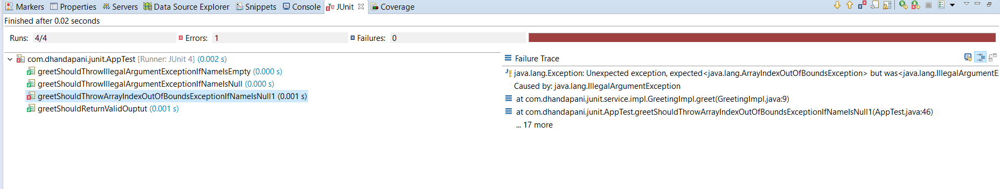 Markers Properties Servers Data Source Explorer Snippets Console JUnit Coverage
Finished after 0.02 seconds
Runs: 4/4 Errors: 1 Failures: 0
com.dhandapani.junit.AppTest [Runner: JUnit 4] (0.002 s)
greetShouldThrowIllegalArgumentExceptionIfNameIsEmpty (0.000 s)
greetShouldThrowIllegalArgumentExceptionIfNameIsNull (0.000 s)
greetShouldThrowArrayIndexOutOfBoundsExceptionIfNameIsNull1 (0.001 s)
greetShouldReturnValidOuptut (0.001 s)
Failure Trace
java.lang.Exception: Unexpected exception, expected<java.lang.ArrayIndexOutOfBoundsException> but was<java.lang.IllegalArgumentE
Caused by: java.lang.IllegalArgumentException
at com.dhandapani.junit.service.impl.GreetingImpl.greet(GreetingImpl.java:9)
at com.dhandapani.junit.AppTest.greetShouldThrowArrayIndexOutOfBoundsExceptionIfNameIsNull1(AppTest.java:46)
... 17 more